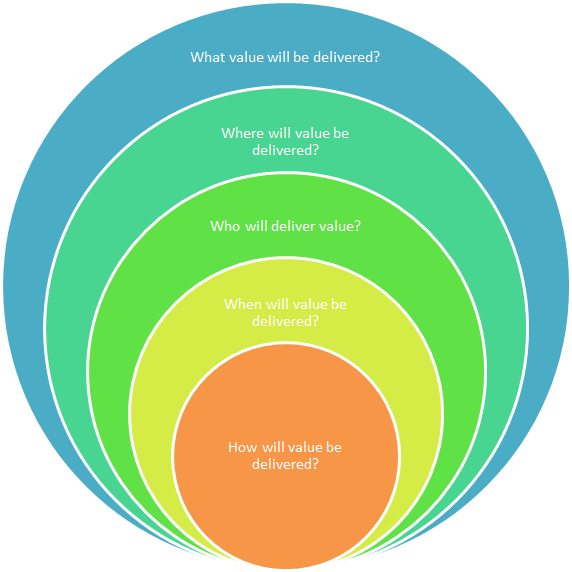 What value will be delivered?
Where will value be
delivered?
Who will deliver value?
When will value be
delivered?
How will value be
delivered?